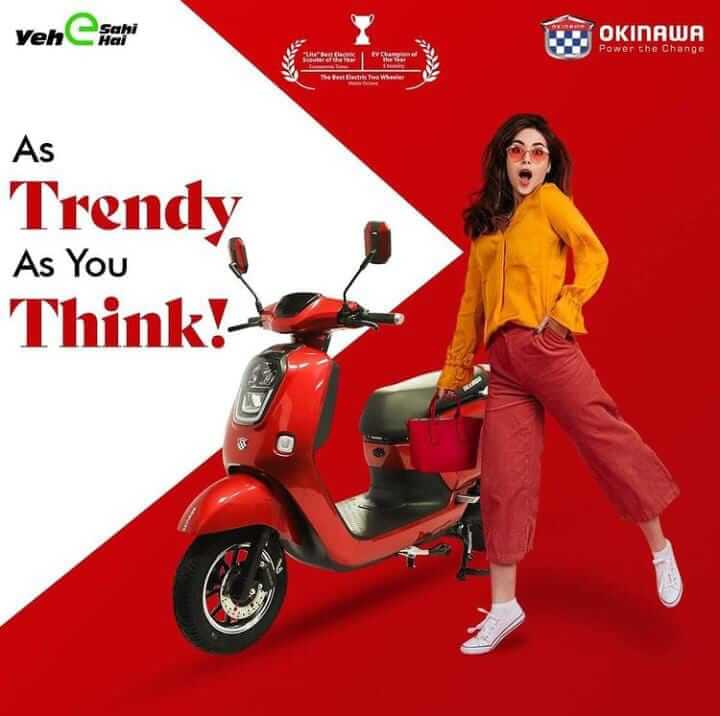 Yeh e Sahi
Hai
"Lite" Best Electric
Scooter of the Year
EV Champion of
the Year
The Best Electric Two Wheeler
OKINAWA
OKINAWA
Power the Change
As
Trendy
As You
Think!